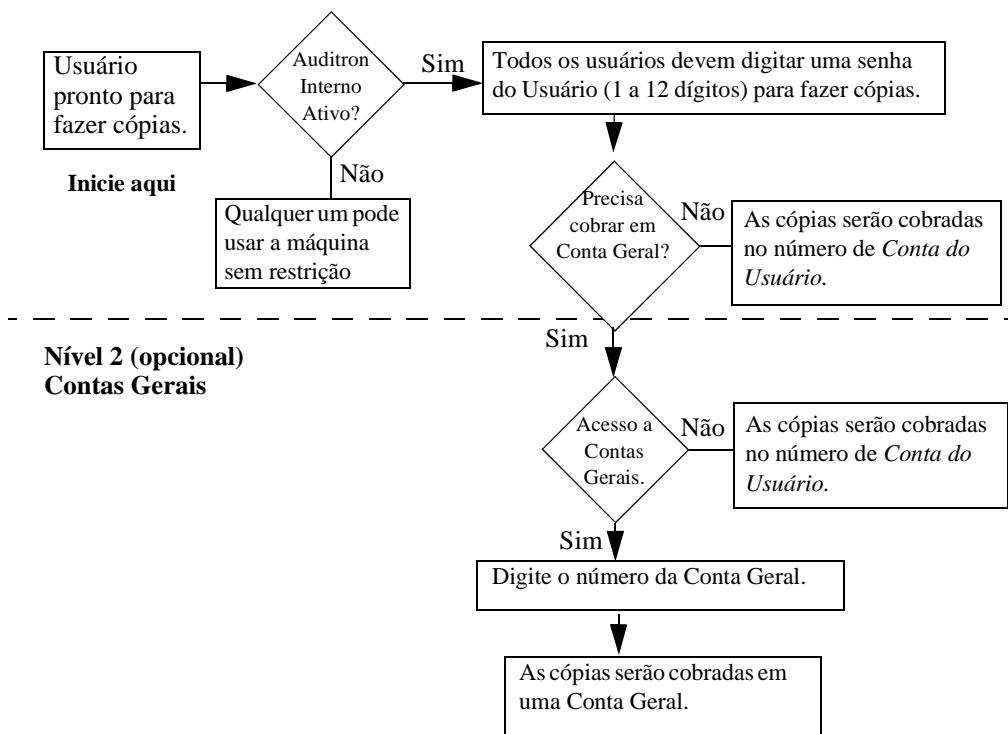 Usuário
pronto para
fazer cópias.
Inicie aqui
Auditron
Interno
Ativo?
Sim
Todos os usuários devem digitar uma senha
do Usuário (1 a 12 dígitos) para fazer cópias.
Não
Qualquer um pode
usar a máquina
sem restrição
Precisa
cobrar em
Conta Geral?
Não
As cópias serão cobradas
no número de Conta do
Usuário.
Sim
Nível 2 (opcional)
Contas Gerais
Acesso a
Contas
Gerais.
Não
As cópias serão cobradas
no número de Conta do
Usuário.
Sim
Digite o número da Conta Geral.
As cópias serão cobradas em
uma Conta Geral.